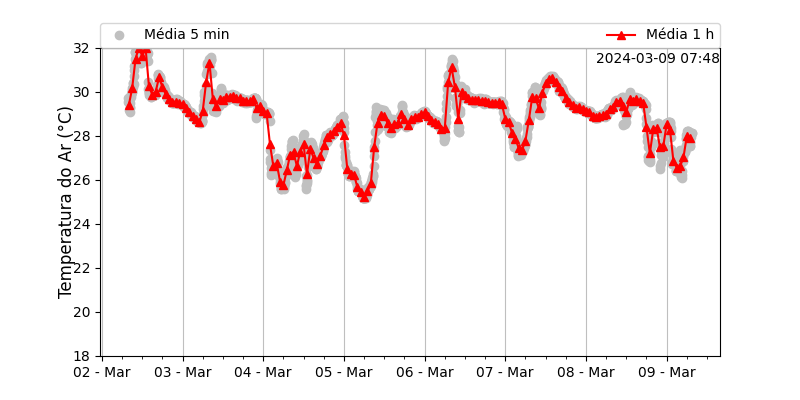 Média 5 min
Média 1 h
2024-03-09 07:48
Temperatura do Ar (°C)
32
30
28
26
24
22
20
18
02 - Mar
03 - Mar
04 - Mar
05 - Mar
06 - Mar
07 - Mar
08 - Mar
09 - Mar